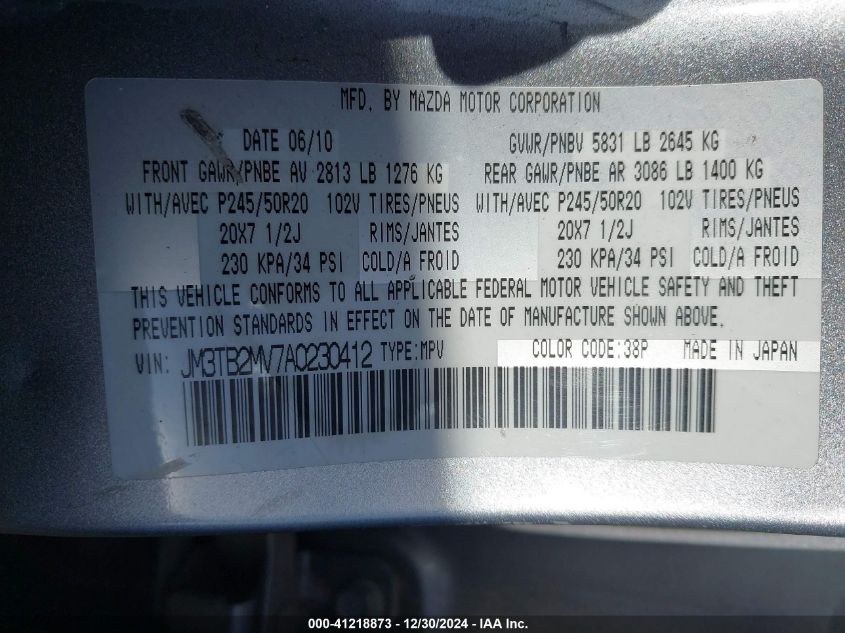 MFD. BY MAZDA MOTOR CORPORATION
DATE 06/10 GVWR/PNBV 5831 LB 2645 KG
FRONT GAWR/PNBE AV 2813 LB 1276 KG REAR GAWR/PNBE AR 3086 LB 1400 KG
WITH/AVEC P245/50R20 102V TIRES/PNEUS WITH/AVEC P245/50R20 102V TIRES/PNEUS
20X7 1/2J RIMS/JANTES 20X7 1/2J RIMS/JANTES
230 KPA/34 PSI COLD/A FROID 230 KPA/34 PSI COLD/A FROID
THIS VEHICLE CONFORMS TO ALL APPLICABLE FEDERAL MOTOR VEHICLE SAFETY AND THEFT
PREVENTION STANDARDS IN EFFECT ON THE DATE OF MANUFACTURE SHOWN ABOVE.
VIN: JM3TB2MV7A0230412 TYPE:MPV COLOR CODE:38P MADE IN JAPAN
000-41218873 - 12/30/2024 - IAA Inc.